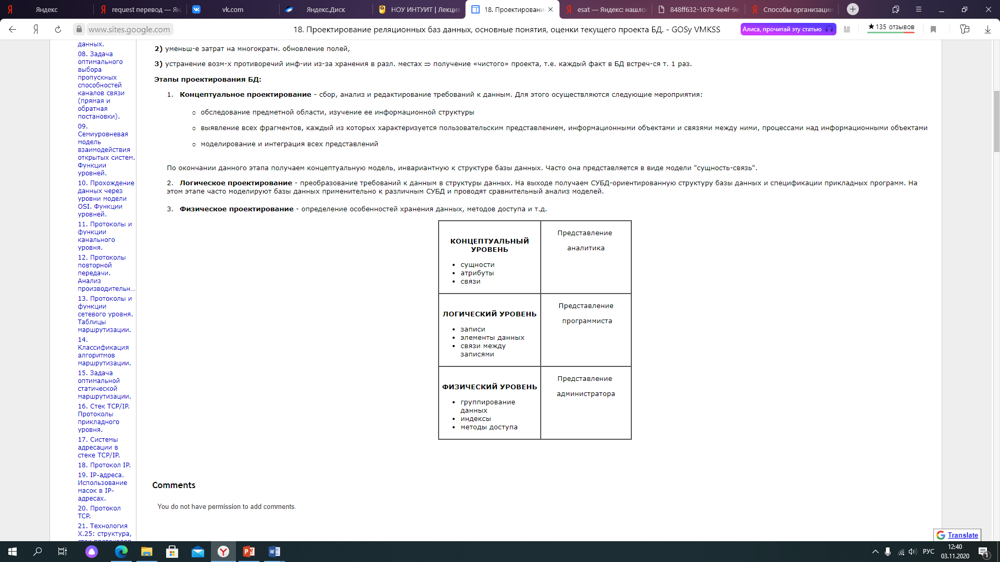 Яндекс
request перевод — Ян
vk.com
Яндекс.Диск
НОУ ИНТУИТ | Лекция
18. Проектирование
esat — Яндекс: нашлос
848ff632-1678-4e4f-9e
Способы организации
www.sites.google.com
18. Проектирование реляционных баз данных, основные понятия, оценки текущего проекта БД. - GOSy VMKSS
Алиса, прочитай эту статью
★ 135 отзывов
данных.
08. Задача
оптимального
выбора
пропускных
способностей
каналов связи
(прямая и
обратная
постановки).
09.
Семиуровневая
модель
взаимодействия
открытых систем.
Функции
уровней.
10. Прохождение
данных через
уровни модели
OSI. Функции
уровней.
11. Протоколы и
функции
канального
уровня.
12. Протоколы
повторной
передачи.
Анализ
производительн...
13. Протоколы и
функции
сетевого уровня.
Таблицы
маршрутизации.
14.
Классификация
алгоритмов
маршрутизации.
15. Задача
оптимальной
статической
маршрутизации.
16. Стек TCP/IP.
Протоколы
прикладного
уровня.
17. Системы
адресации в
стеке TCP/IP.
18. Протокол IP.
19. IP-адреса.
Использование
масок в IP-
адресах.
20. Протокол
TCP.
21. Технология
X.25: структура,
2) уменьш-е затрат на многократн. обновление полей,
3) устранение возм-х противоречий инф-ии из-за хранения в разл. местах ⇒ получение «чистого» проекта, т.е. каждый факт в БД встреч-ся т. 1 раз.
Этапы проектирования БД:
1. Концептуальное проектирование - сбор, анализ и редактирование требований к данным. Для этого осуществляются следующие мероприятия:
○ обследование предметной области, изучение ее информационной структуры
○ выявление всех фрагментов, каждый из которых характеризуется пользовательским представлением, информационными объектами и связями между ними, процессами над информационными объектами
○ моделирование и интеграция всех представлений
По окончании данного этапа получаем концептуальную модель, инвариантную к структуре базы данных. Часто она представляется в виде модели "сущность-связь".
2. Логическое проектирование - преобразование требований к данным в структуры данных. На выходе получаем СУБД-ориентированную структуру базы данных и спецификации прикладных программ. На
этом этапе часто моделируют базы данных применительно к различным СУБД и проводят сравнительный анализ моделей.
3. Физическое проектирование - определение особенностей хранения данных, методов доступа и т.д.
КОНЦЕПТУАЛЬНЫЙ
УРОВЕНЬ
• сущности
• атрибуты
• связи
Представление
аналитика
ЛОГИЧЕСКИЙ УРОВЕНЬ
• записи
• элементы данных
• связи между
записями
Представление
программиста
ФИЗИЧЕСКИЙ УРОВЕНЬ
• группирование
данных
• индексы
• методы доступа
Представление
администратора
Comments
You do not have permission to add comments.
Translate
РУС
12:40
03.11.2020
1